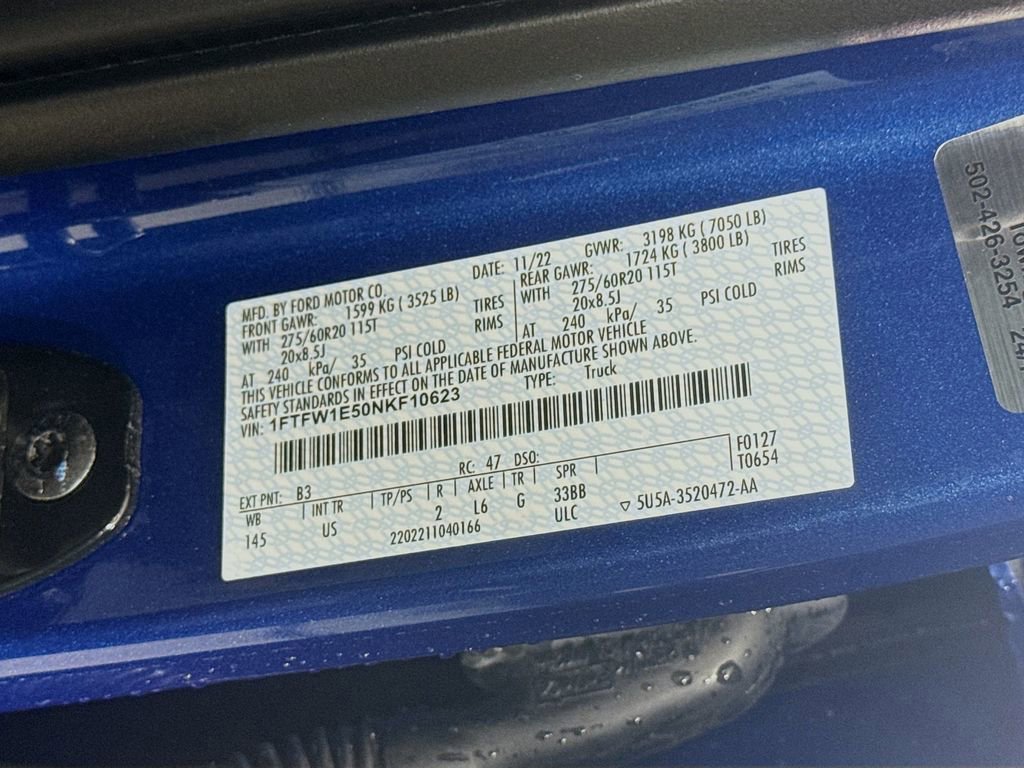 MFD. BY FORD MOTOR CO.
DATE: 11/22 GVWR: 3198 KG ( 7050 LB)
FRONT GAWR: 1599 KG ( 3525 LB)
WITH 275/60R20 115T TIRES
20x8.5J RIMS
AT 240 kPa/ 35 PSI COLD
REAR GAWR: 1724 KG ( 3800 LB)
WITH 275/60R20 115T TIRES
20x8.5J RIMS
AT 240 kPa/ 35 PSI COLD
THIS VEHICLE CONFORMS TO ALL APPLICABLE FEDERAL MOTOR VEHICLE
SAFETY STANDARDS IN EFFECT ON THE DATE OF MANUFACTURE SHOWN ABOVE.
VIN: 1FTFW1E50NKF10623
TYPE: Truck
EXT PNT: B3 RC: 47 DSO:
F0127
T0654
WB INT TR TP/PS R AXLE TR SPR
145 US 2 L6 G 33BB
2202211040166 ULC ▽ 5U5A-3520472-AA
502-426-3254